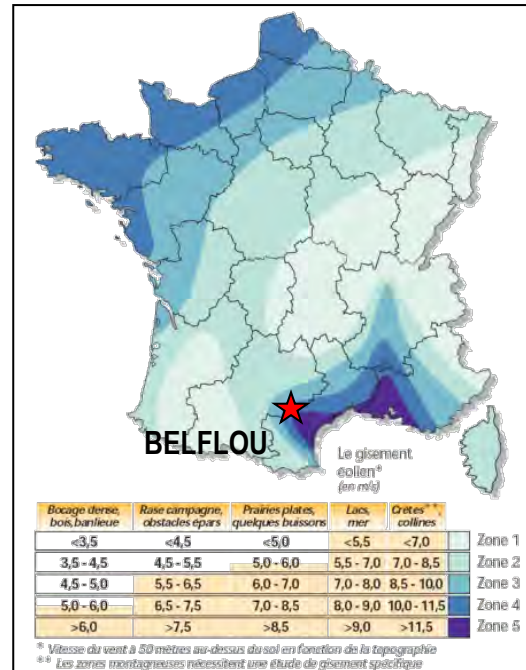 BELFLOU
Le gisement
éolien*
(en m/s)
Bocage dense, bois, banlieue Rase campagne, obstacles épars Prairies plates, quelques buissons Lacs, mer Crêtes**, collines
<3,5 <4,5 <5,0 <5,5 <7,0 Zone 1
3,5 - 4,5 4,5 - 5,5 5,0 - 6,0 5,5 - 7,0 7,0 - 8,5 Zone 2
4,5 - 5,0 5,5 - 6,5 6,0 - 7,0 7,0 - 8,0 8,5 - 10,0 Zone 3
5,0 - 6,0 6,5 - 7,5 7,0 - 8,5 8,0 - 9,0 10,0 - 11,5 Zone 4
>6,0 >7,5 >8,5 >9,0 >11,5 Zone 5
* Vitesse du vent à 50 mètres au-dessus du sol en fonction de la topographie
** Les zones montagneuses nécessitent une étude de gisement spécifique